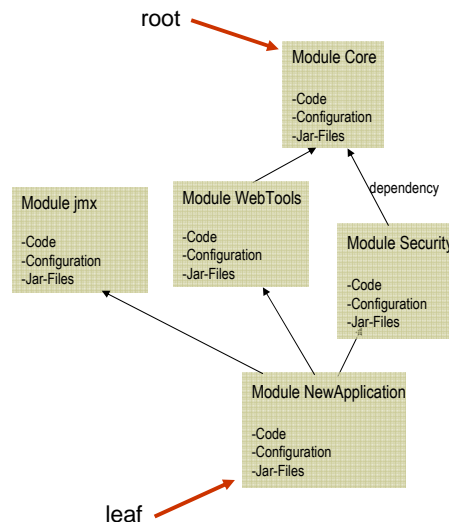 root
Module Core
-Code
-Configuration
-Jar-Files
dependency
Module jmx
-Code
-Configuration
-Jar-Files
Module WebTools
-Code
-Configuration
-Jar-Files
Module Security
-Code
-Configuration
-Jar-Files
Module NewApplication
-Code
-Configuration
-Jar-Files
leaf